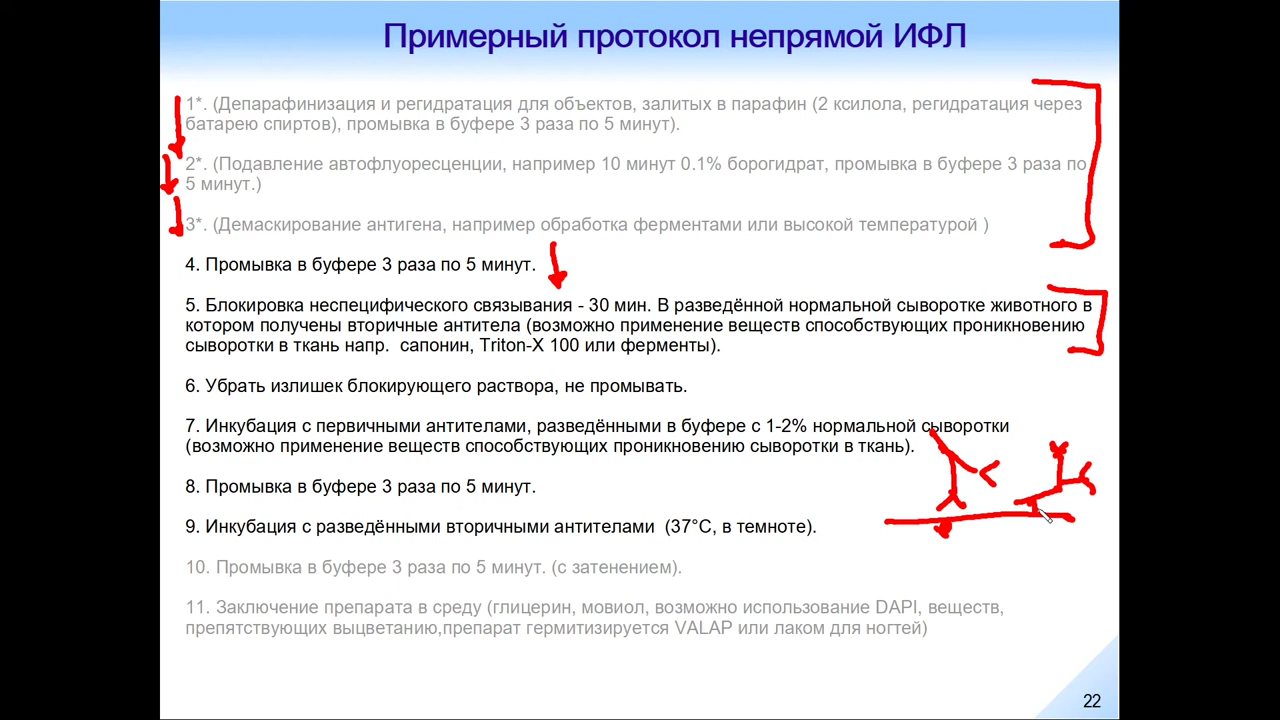 Примерный протокол непрямой ИФЛ
1*. (Депарафинизация и регидратация для объектов, залитых в парафин (2 ксилола, регидратация через
батарею спиртов), промывка в буфере 3 раза по 5 минут).
2*. (Подавление автофлуоресценции, например 10 минут 0.1% борогидрат, промывка в буфере 3 раза по
5 минут.)
3*. (Демаскирование антигена, например обработка ферментами или высокой температурой )
4. Промывка в буфере 3 раза по 5 минут.
5. Блокировка неспецифического связывания - 30 мин. В разведённой нормальной сыворотке животного в
котором получены вторичные антитела (возможно применение веществ способствующих проникновению
сыворотки в ткань напр. сапонин, Triton-X 100 или ферменты).
6. Убрать излишек блокирующего раствора, не промывать.
7. Инкубация с первичными антителами, разведёнными в буфере с 1-2% нормальной сыворотки
(возможно применение веществ способствующих проникновению сыворотки в ткань).
8. Промывка в буфере 3 раза по 5 минут.
9. Инкубация с разведёнными вторичными антителами (37°С, в темноте).
10. Промывка в буфере 3 раза по 5 минут. (с затенением).
11. Заключение препарата в среду (глицерин, мовиол, возможно использование DAPI, веществ,
препятствующих выцветанию,препарат гермитизируется VALAP или лаком для ногтей)
22